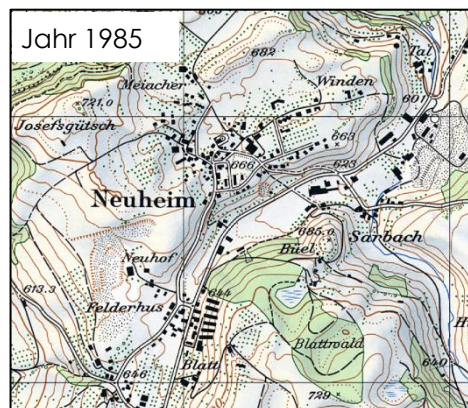 Jahr 1985
682
Tal
Meiacher
Winden
721.0
601
Josefsgütsch
663
666
623
Neuheim
685.0
Sarbach
Büel
Neuhof
613.3
644
Felderhus
Blattwald
Blatt
640
646
729